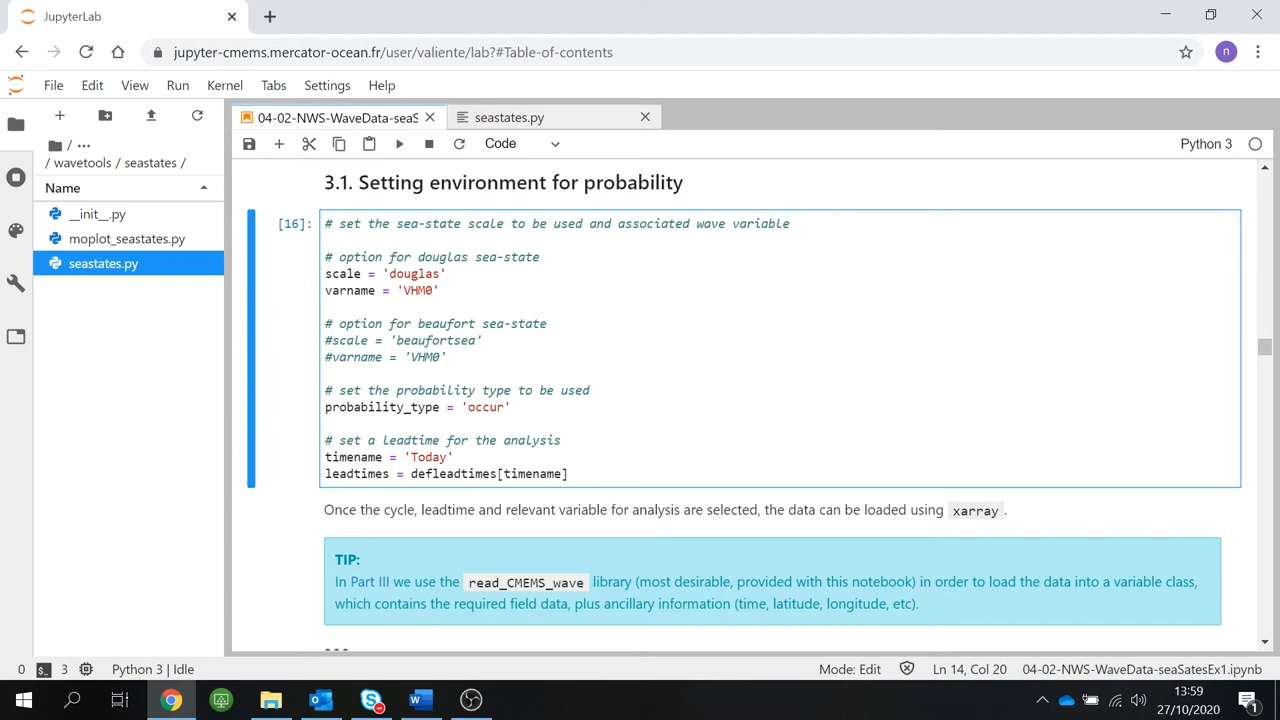 JupyterLab
jupyter-cmems.mercator-ocean.fr/user/valiente/lab?#Table-of-contents
n
File Edit View Run Kernel Tabs Settings Help
04-02-NWS-WaveData-seaS
seastates.py
/ ···
/ wavetools / seastates /
Code
Python 3
Name
__init__.py
moplot_seastates.py
seastates.py
3.1. Setting environment for probability
[16]:
# set the sea-state scale to be used and associated wave variable
# option for douglas sea-state
scale = 'douglas'
varname = 'VHM0'
# option for beaufort sea-state
#scale = 'beaufortsea'
#varname = 'VHM0'
# set the probability type to be used
probability_type = 'occur'
# set a leadtime for the analysis
timename = 'Today'
leadtimes = defleadtimes[timename]
Once the cycle, leadtime and relevant variable for analysis are selected, the data can be loaded using xarray.
TIP:
In Part III we use the read_CMEMS_wave library (most desirable, provided with this notebook) in order to load the data into a variable class,
which contains the required field data, plus ancillary information (time, latitude, longitude, etc).
0 3 Python 3 | Idle
Mode: Edit
Ln 14, Col 20
04-02-NWS-WaveData-seaSatesEx1.ipynb
13:59
27/10/2020
1